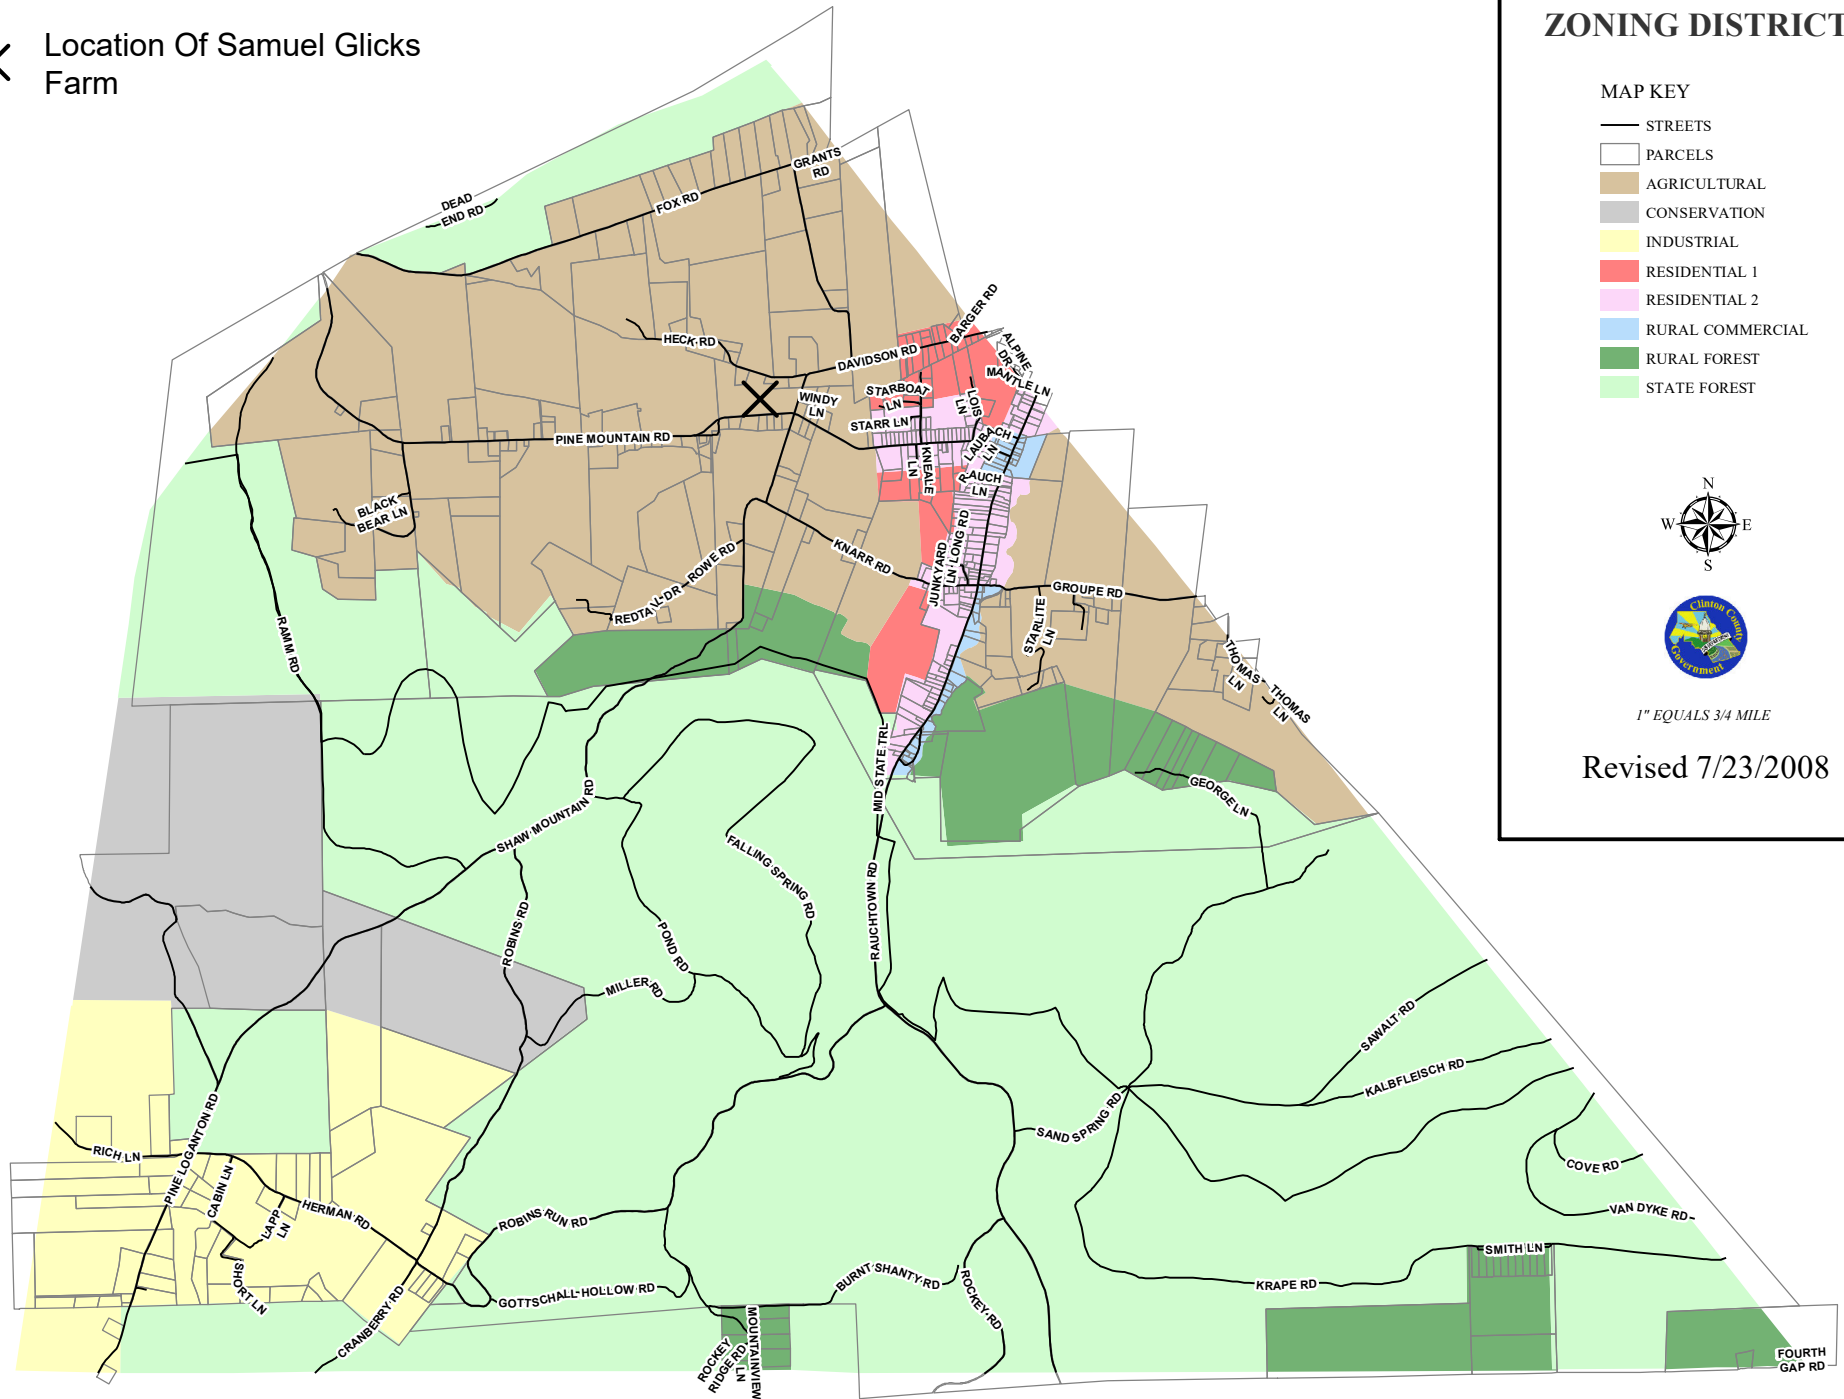 Location Of Samuel Glicks
Farm
ZONING DISTRICT
MAP KEY
STREETS
PARCELS
AGRICULTURAL
CONSERVATION
INDUSTRIAL
RESIDENTIAL 1
RESIDENTIAL 2
RURAL COMMERCIAL
RURAL FOREST
STATE FOREST
N
W
E
S
Clinton County
Government
1" EQUALS 3/4 MILE
Revised 7/23/2008
GRANTS
RD
DEAD
END RD
FOX RD
BARGER RD
HECK RD
DAVIDSON RD
ALPINE
DR
MANTLE LN
STARBOAT
LN
WINDY
LN
LOIS
LN
STARR LN
PINE MOUNTAIN RD
LAUBACH
LN
KNEALE
LN
RAUCH
LN
BLACK
BEAR LN
LONG RD
JUNKYARD
LN
KNARR RD
ROWE RD
REDTAIL DR
GROUPE RD
STARLITE
LN
RAMM RD
THOMAS
LN
THOMAS
LN
MID STATE TRL
GEORGE LN
SHAW MOUNTAIN RD
FALLING SPRING RD
RAUCHTOWN RD
ROBINS RD
POND RD
MILLER RD
SAWALT RD
KALBFLEISCH RD
SAND SPRING RD
RICH LN
PINE LOGANTON RD
CABIN LN
LAPP
LN
HERMAN RD
SHORT LN
COVE RD
VAN DYKE RD
ROBINS RUN RD
SMITH LN
KRAPE RD
BURNT SHANTY RD
GOTTSCHALL HOLLOW RD
ROCKEY RD
CRANBERRY RD
ROCKEY
RIDGE RD
MOUNTAINVIEW
LN
FOURTH
GAP RD